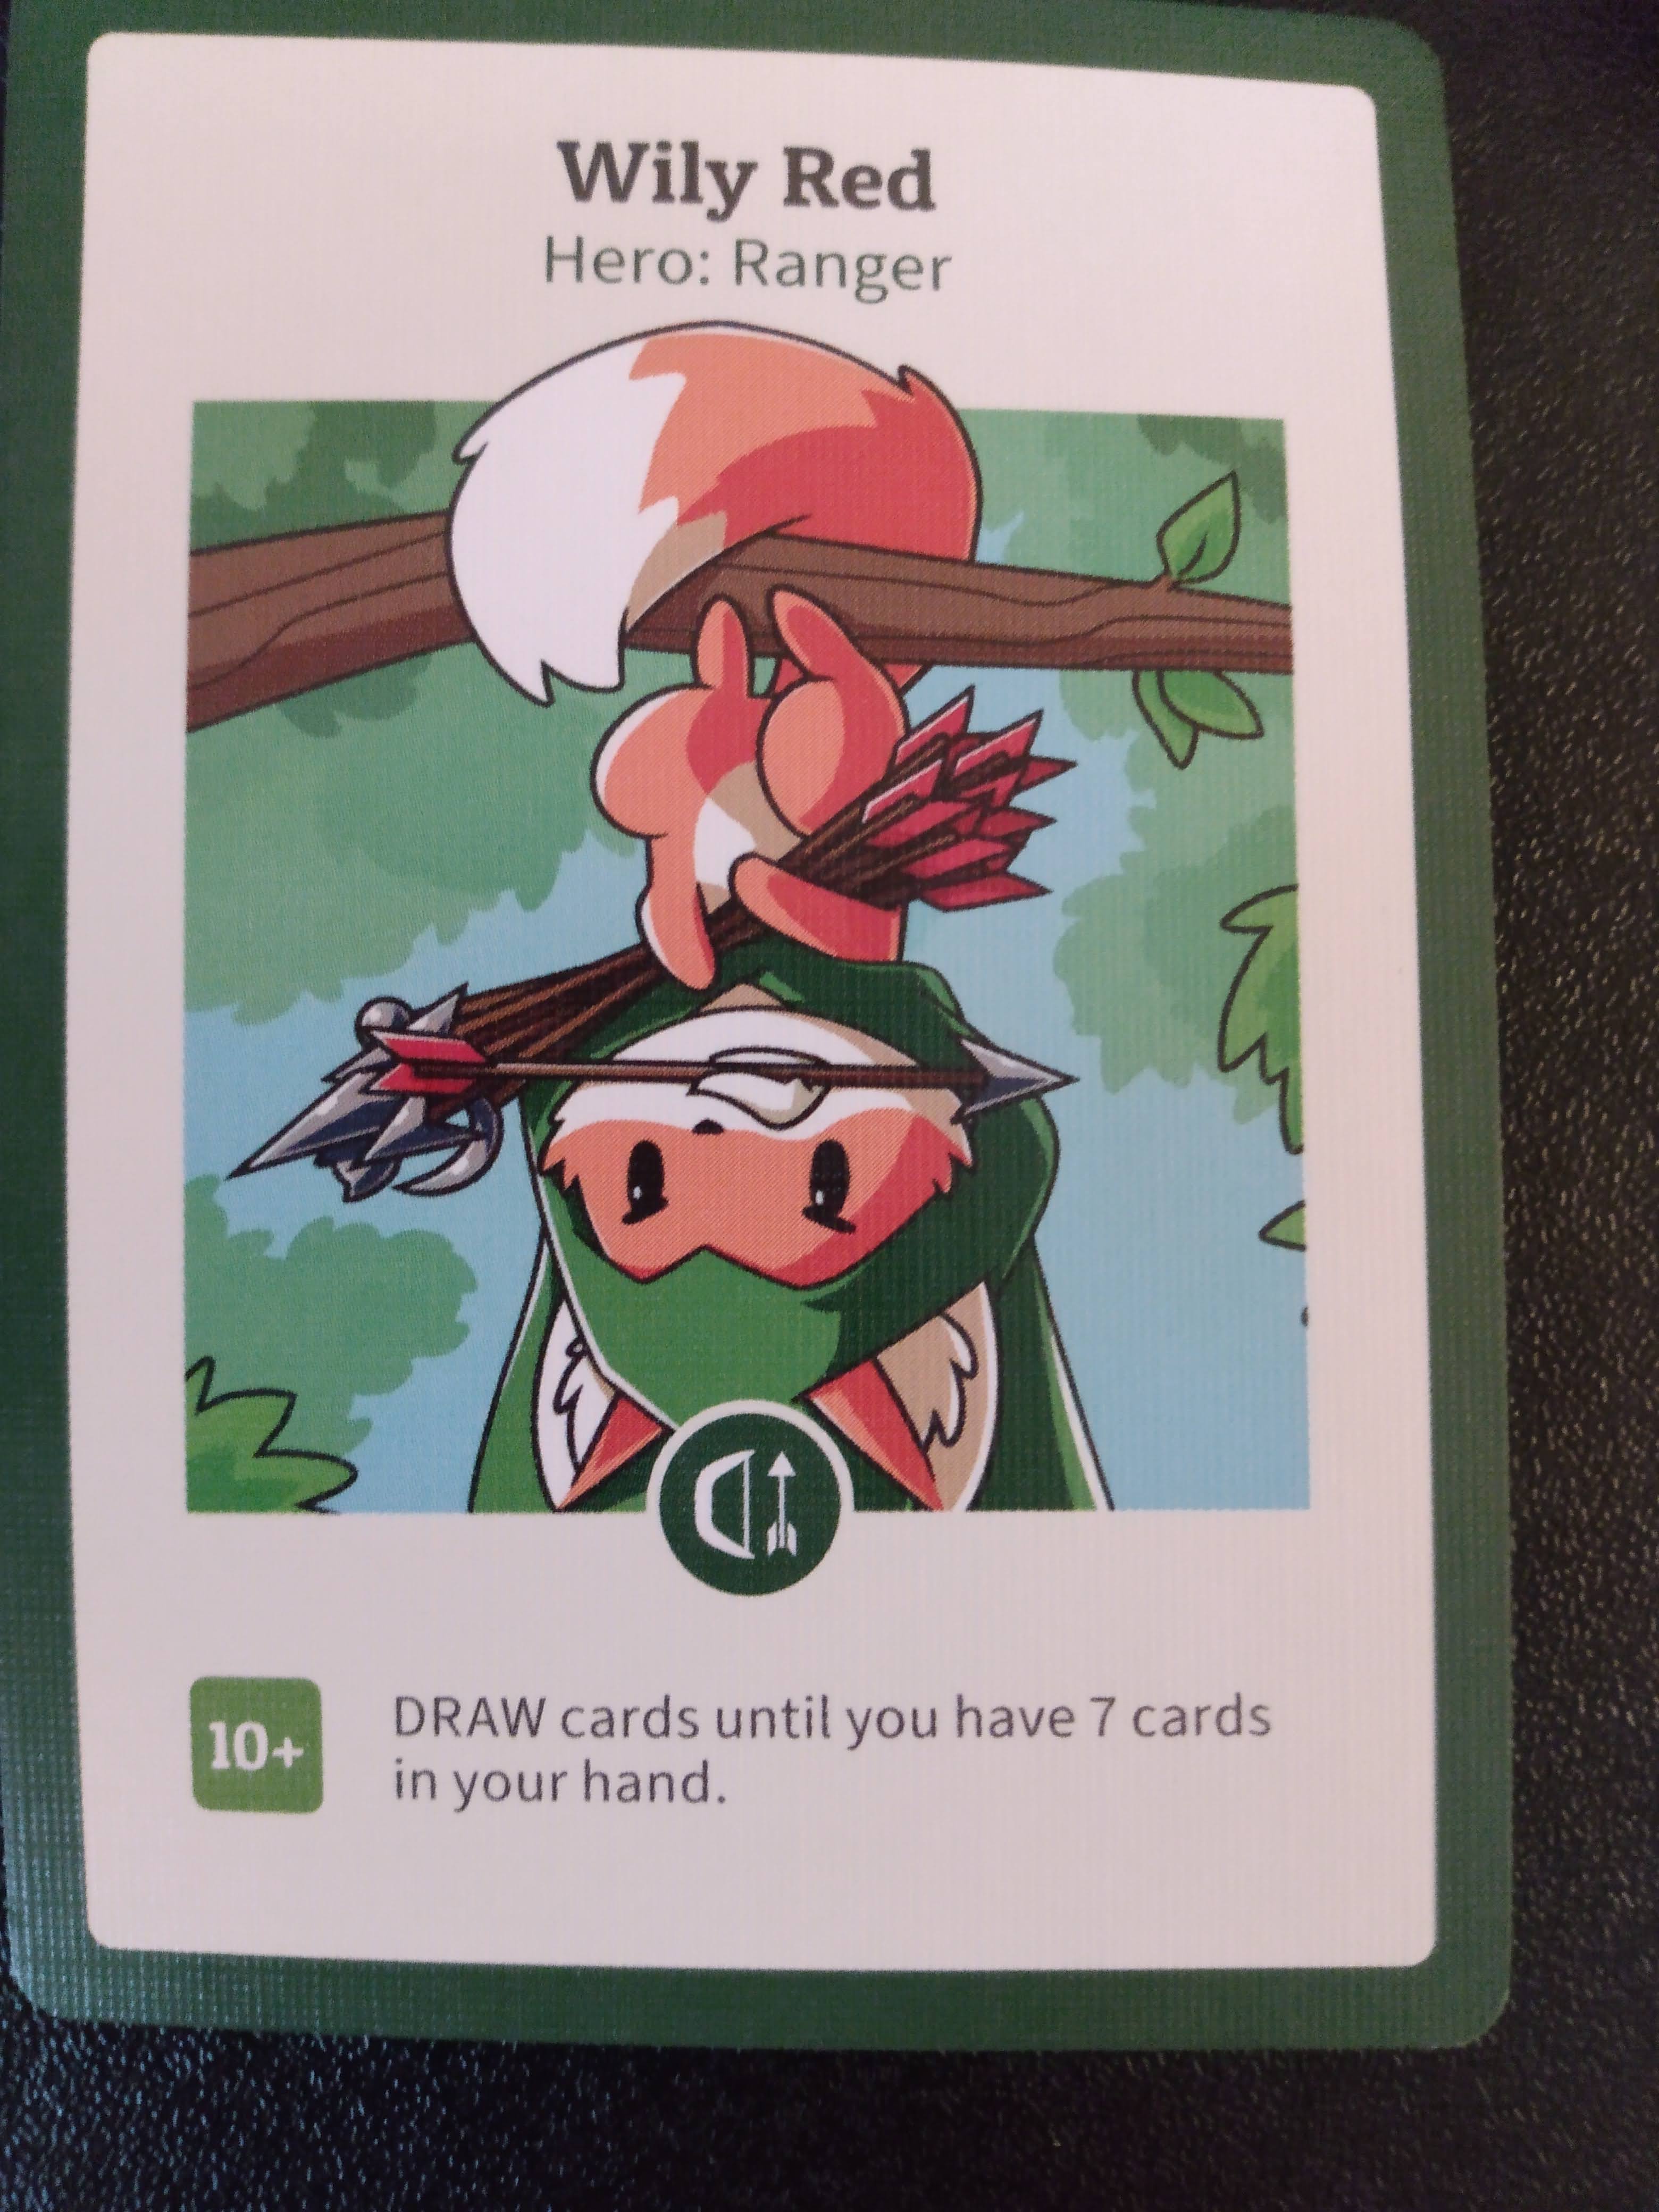 Wily Red
Hero: Ranger
10+
DRAW cards until you have 7 cards
in your hand.